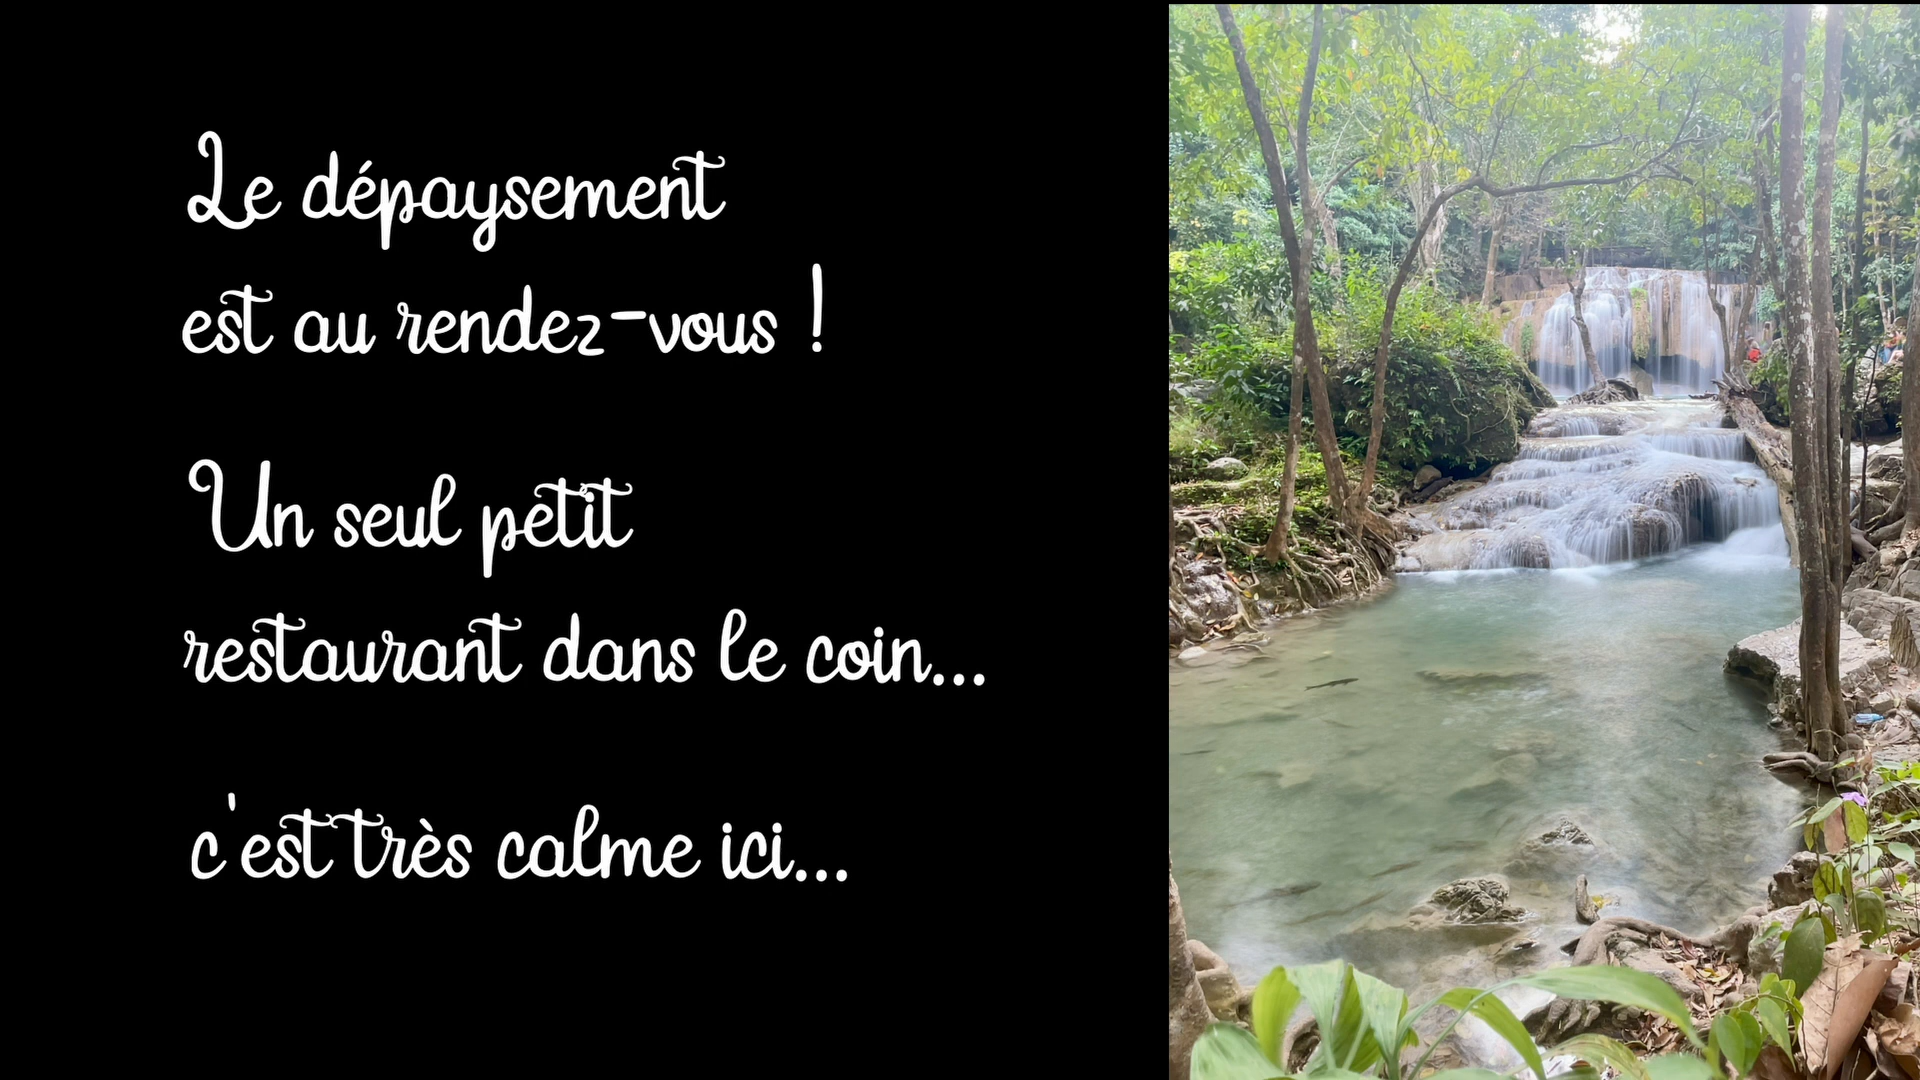 Le dépaysement
est au rendez-vous !
Un seul petit
restaurant dans le coin...
c'est très calme ici...